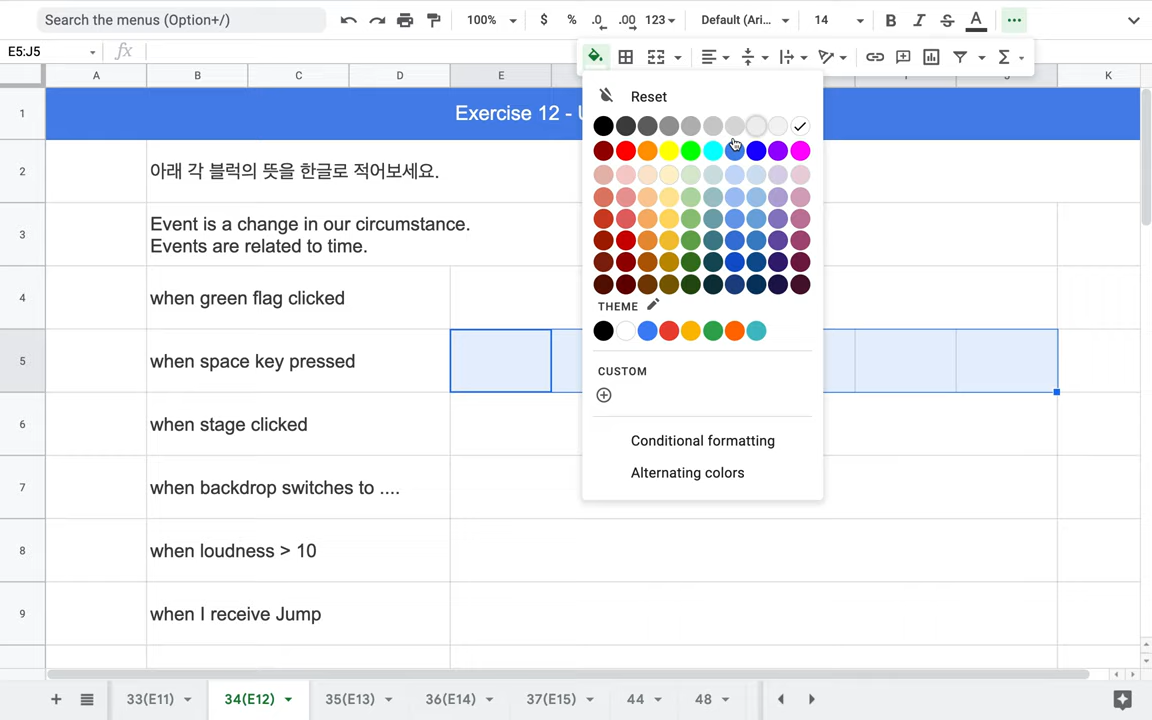 Search the menus (Option+/)
100%
$
%
.0
.00
123
Default (Ari...
14
B
I
S
A
E5:J5
fx
A
B
C
D
E
K
1
Exercise 12 -
2
아래 각 블럭의 뜻을 한글로 적어보세요.
3
Event is a change in our circumstance.
Events are related to time.
4
when green flag clicked
5
when space key pressed
6
when stage clicked
7
when backdrop switches to ....
8
when loudness > 10
9
when I receive Jump
Reset
THEME
CUSTOM
Conditional formatting
Alternating colors
33(E11)
34(E12)
35(E13)
36(E14)
37(E15)
44
48